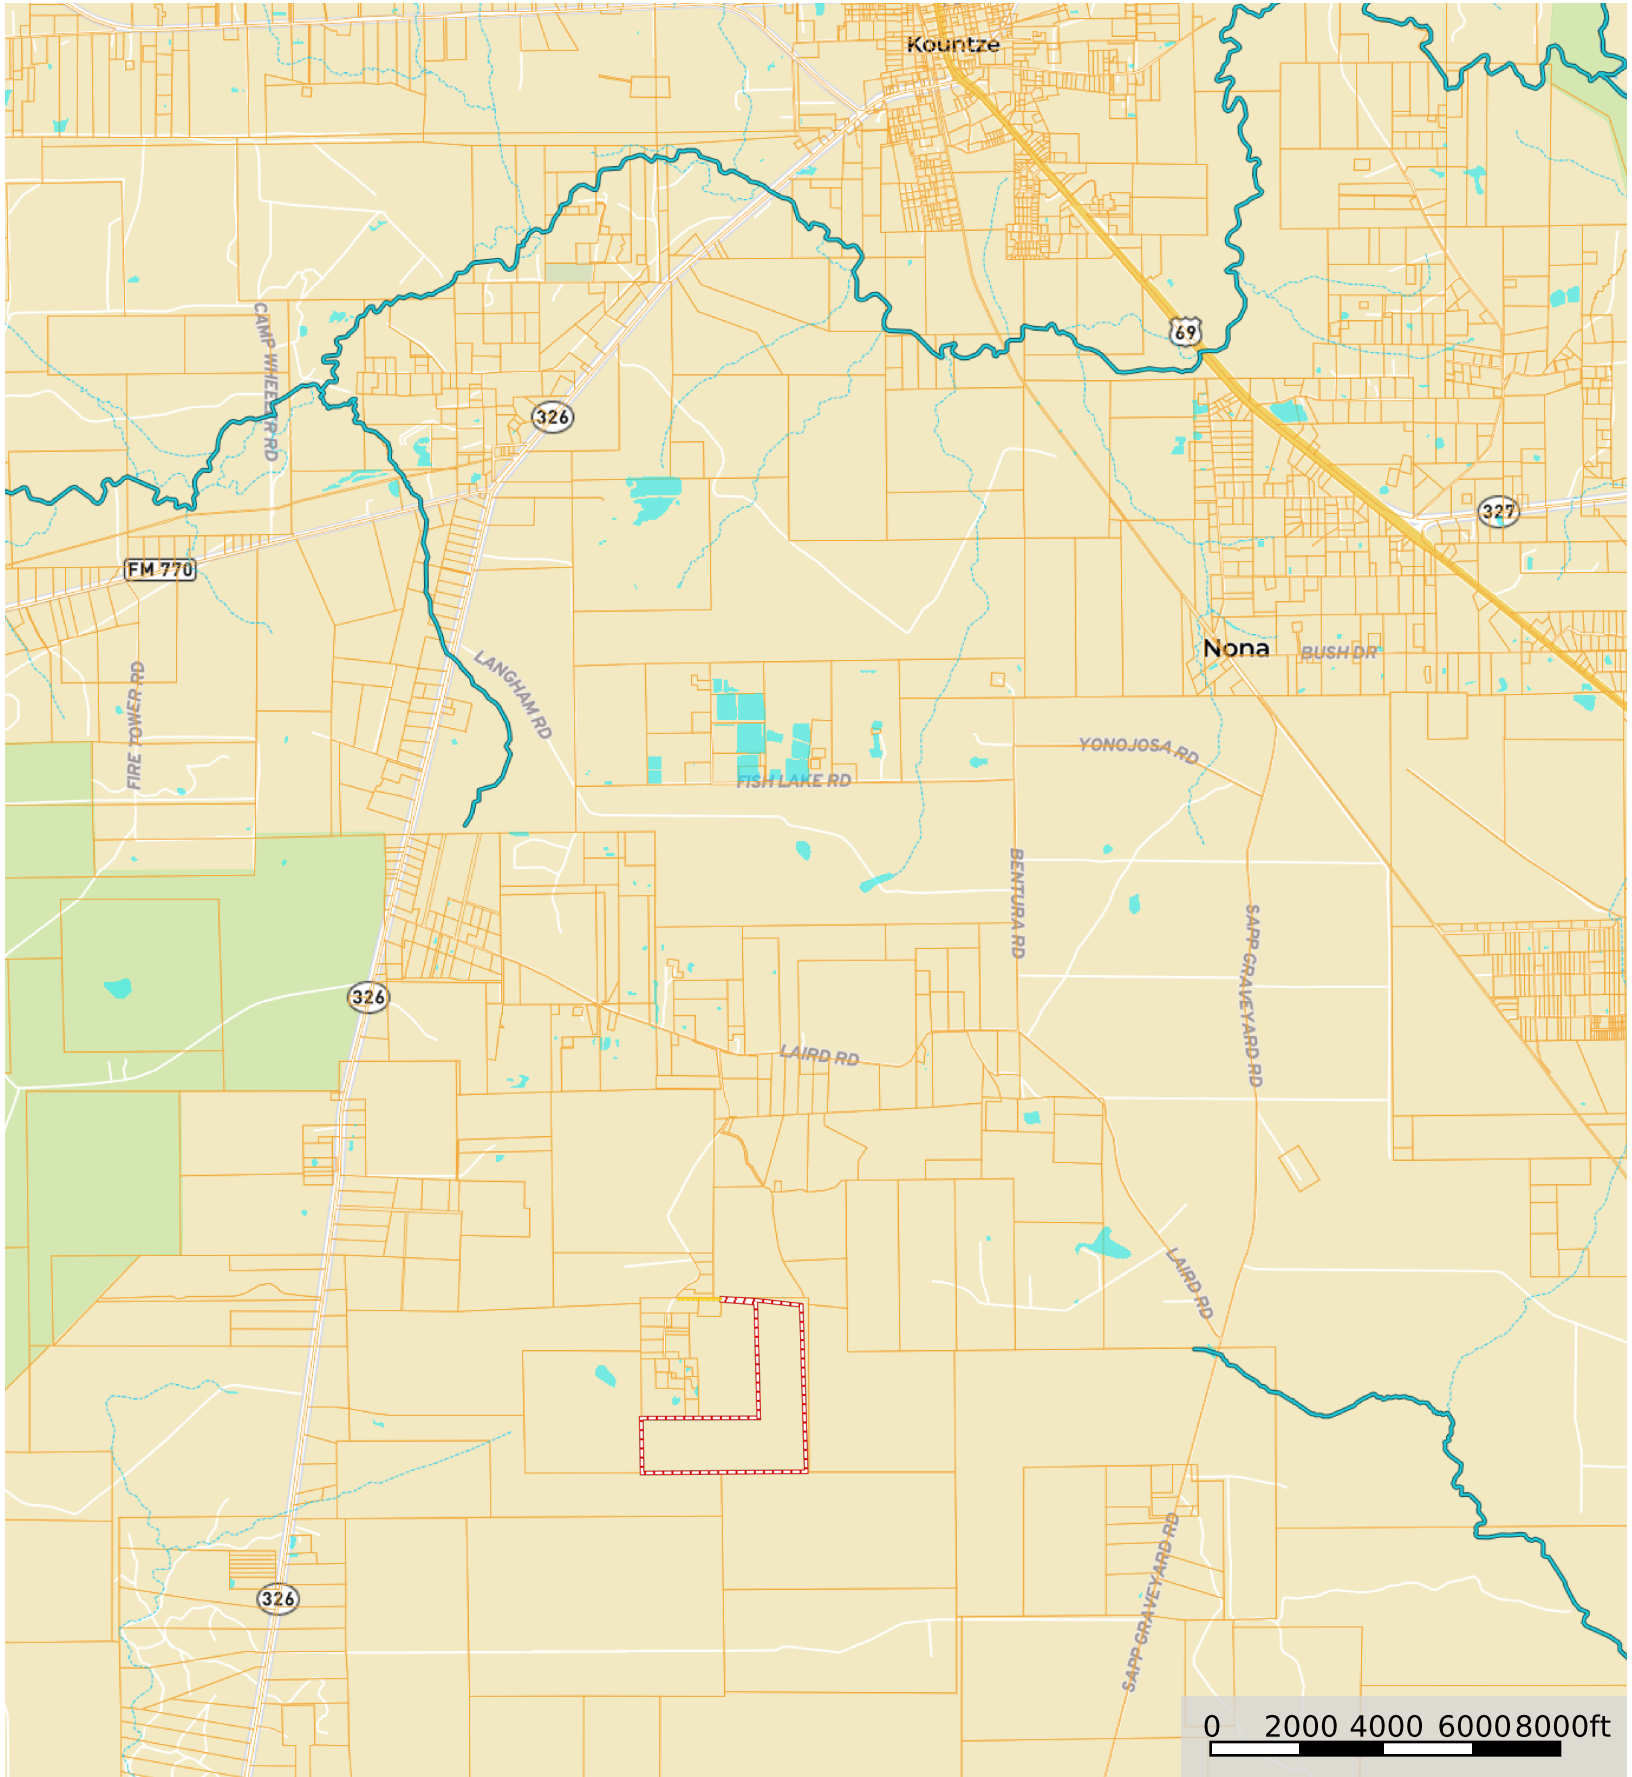 Kountze
69
CAMP WHEELER RD
326
327
FM 770
Nona
BUSH DR
LANGHAM RD
FIRE TOWER RD
YONOJOSA RD
FISH LAKE RD
BENTURA RD
SAPP GRAVEYARD RD
326
LAIRD RD
LAIRD RD
326
SAPP GRAVEYARD RD
0 2000 4000 6000 8000ft